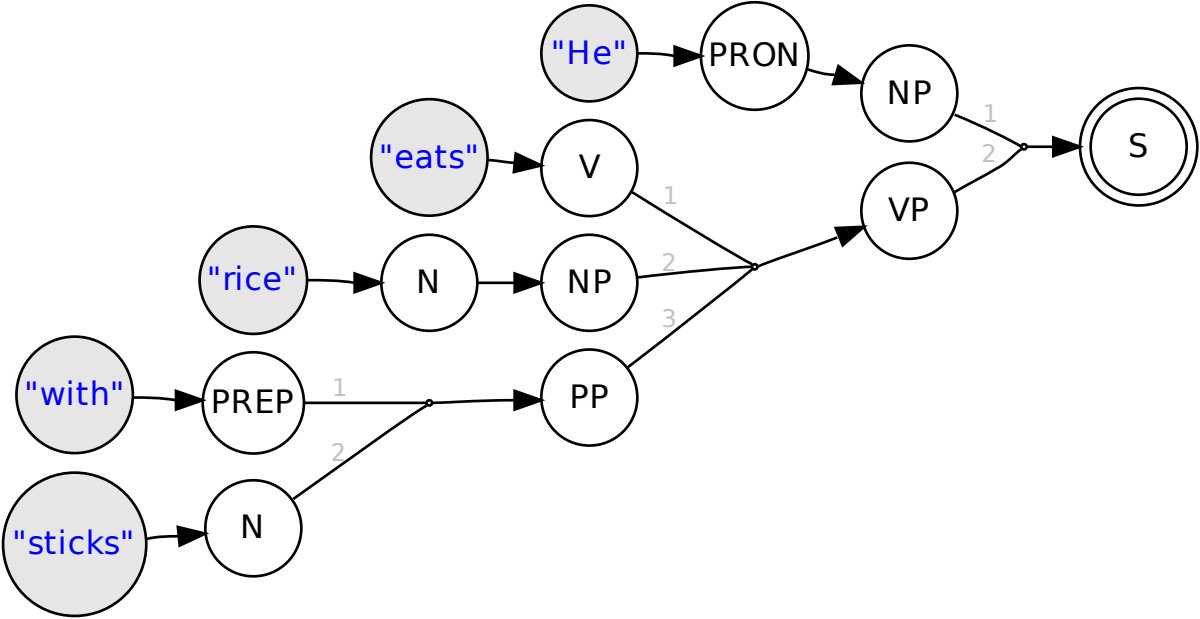 "He"
PRON
NP
1
S
"eats"
V
1
2
VP
"rice"
N
NP
2
3
"with"
PREP
1
PP
2
"sticks"
N